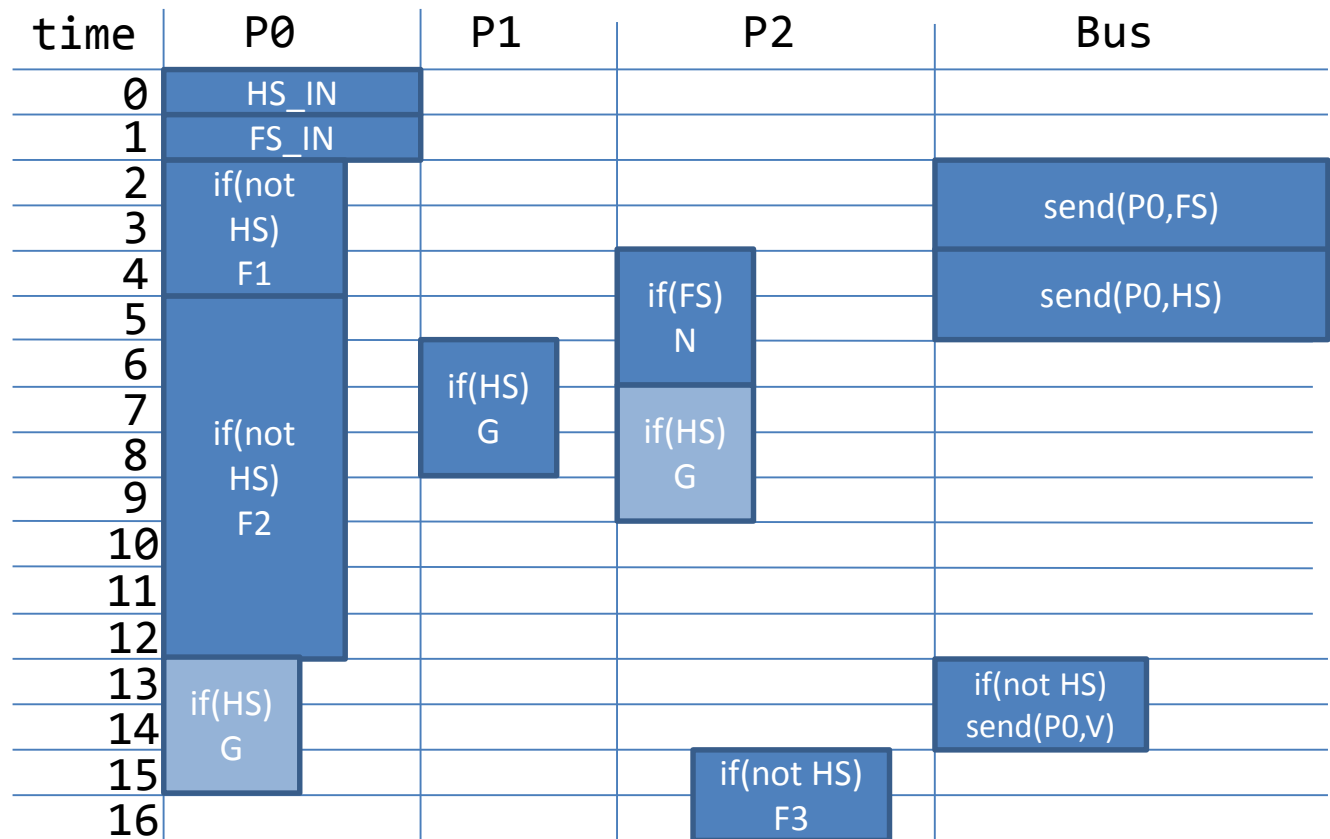 time P0 P1 P2 Bus
0 HS_IN
1 FS_IN
2 if(not
HS)
F1
3
4
send(P0,FS)
5
if(FS)
N
send(P0,HS)
6
7
8
if(not
HS)
F2
if(HS)
G
if(HS)
G
9
10
11
12
13
14
if(HS)
G
if(not HS)
send(P0,V)
15
16
if(not HS)
F3